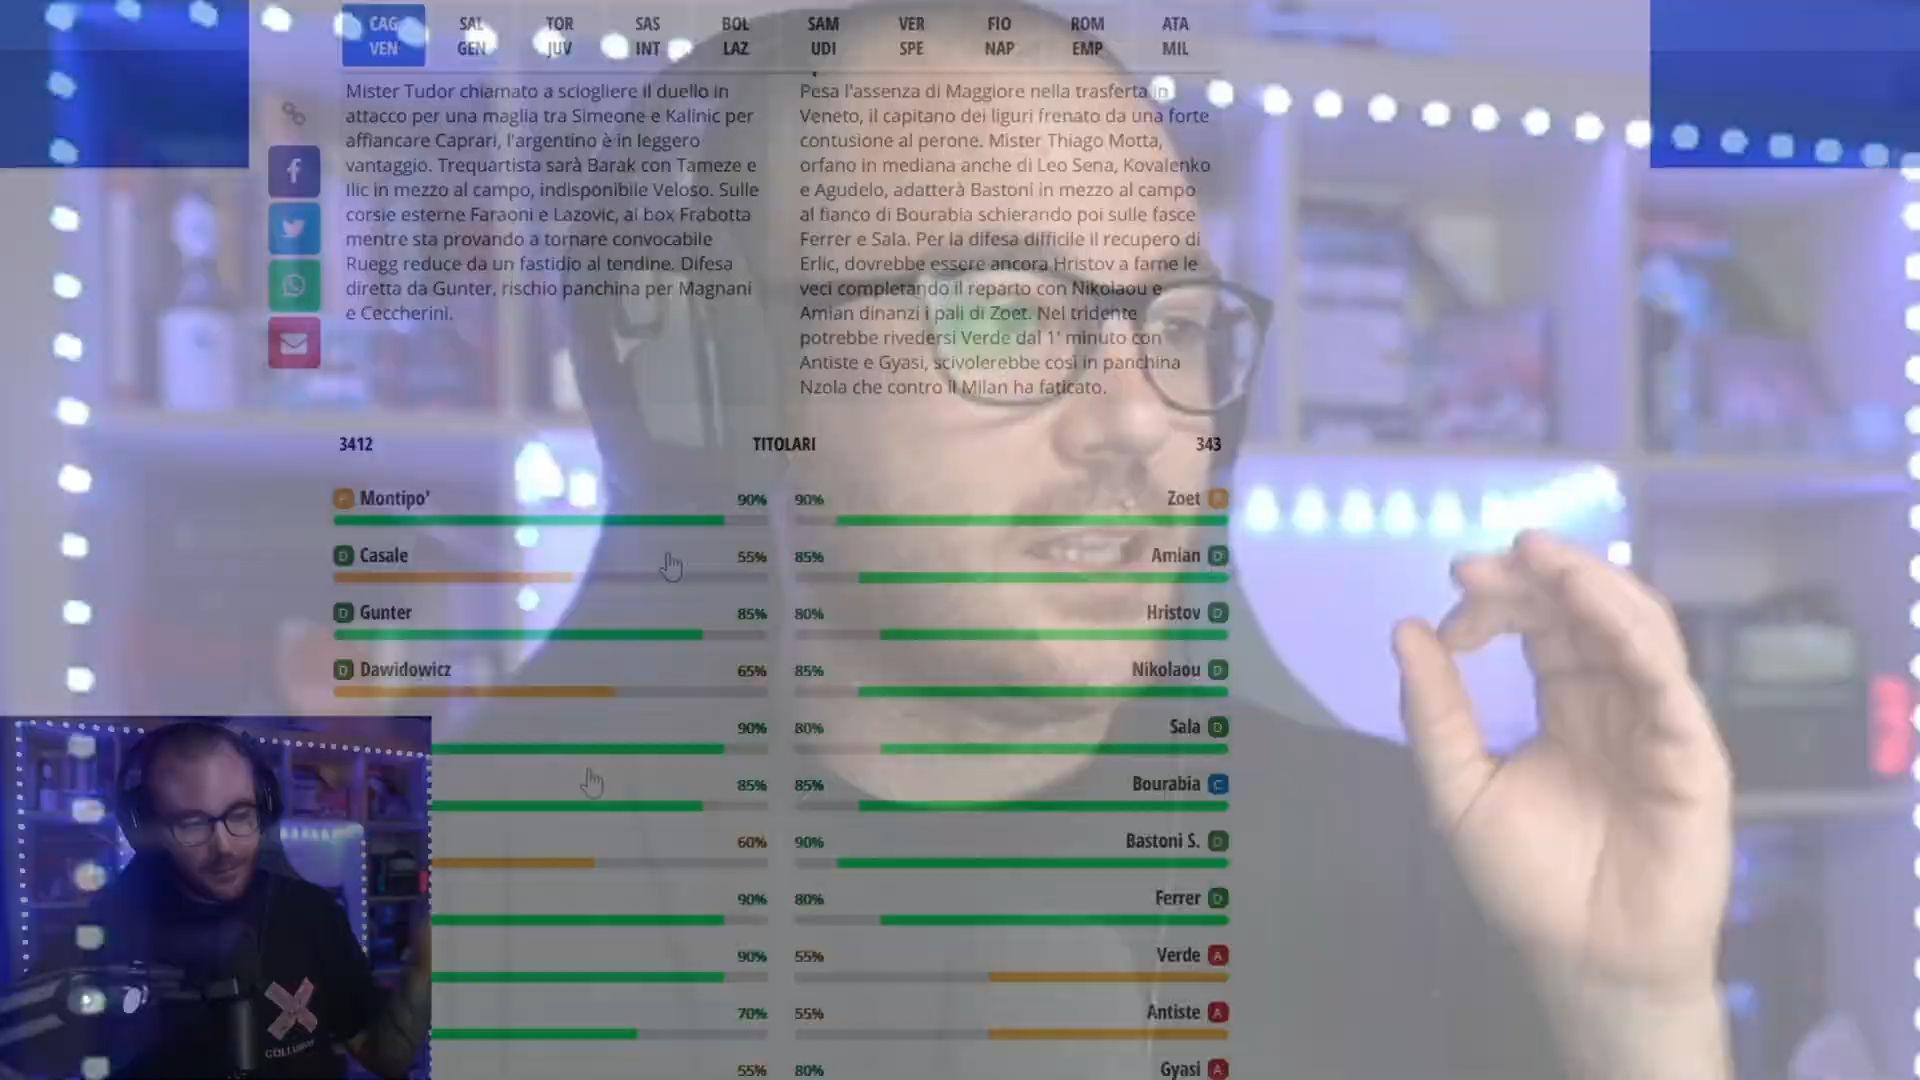 CAG SAL TOR SAS BOL SAM VER FIO ROM ATA
VEN GEN JUV INT LAZ UDI SPE NAP EMP MIL
Mister Tudor chiamato a sciogliere il duello in
attacco per una maglia tra Simeone e Kalinic per
affiancare Caprari, l'argentino è in leggero
vantaggio. Trequartista sarà Barak con Tameze e
Ilic in mezzo al campo, indisponibile Veloso. Sulle
corsie esterne Faraoni e Lazovic, ai box Frabotta
mentre sta provando a tornare convocabile
Ruegg reduce da un fastidio al tendine. Difesa
diretta da Gunter, rischio panchina per Magnani
e Ceccherini.
Pesa l'assenza di Maggiore nella trasferta in
Veneto, il capitano dei liguri frenato da una forte
contusione al perone. Mister Thiago Motta,
orfano in mediana anche di Leo Sena, Kovalenko
e Agudelo, adatterà Bastoni in mezzo al campo
al fianco di Bourabia schierando poi sulle fasce
Ferrer e Sala. Per la difesa difficile il recupero di
Erlic, dovrebbe essere ancora Hristov a farne le
veci completando il reparto con Nikolaou e
Amian dinanzi i pali di Zoet. Nel tridente
potrebbe rivedersi Verde dal 1' minuto con
Antiste e Gyasi, scivolerebbe così in panchina
Nzola che contro il Milan ha faticato.
3412 TITOLARI 343
P Montipo' 90% 90% Zoet P
D Casale 55% 85% Amian D
D Gunter 85% 80% Hristov D
D Dawidowicz 65% 85% Nikolaou D
90% 80% Sala D
85% 85% Bourabia C
60% 90% Bastoni S. D
90% 80% Ferrer D
90% 55% Verde A
70% 55% Antiste A
55% 80% Gyasi A